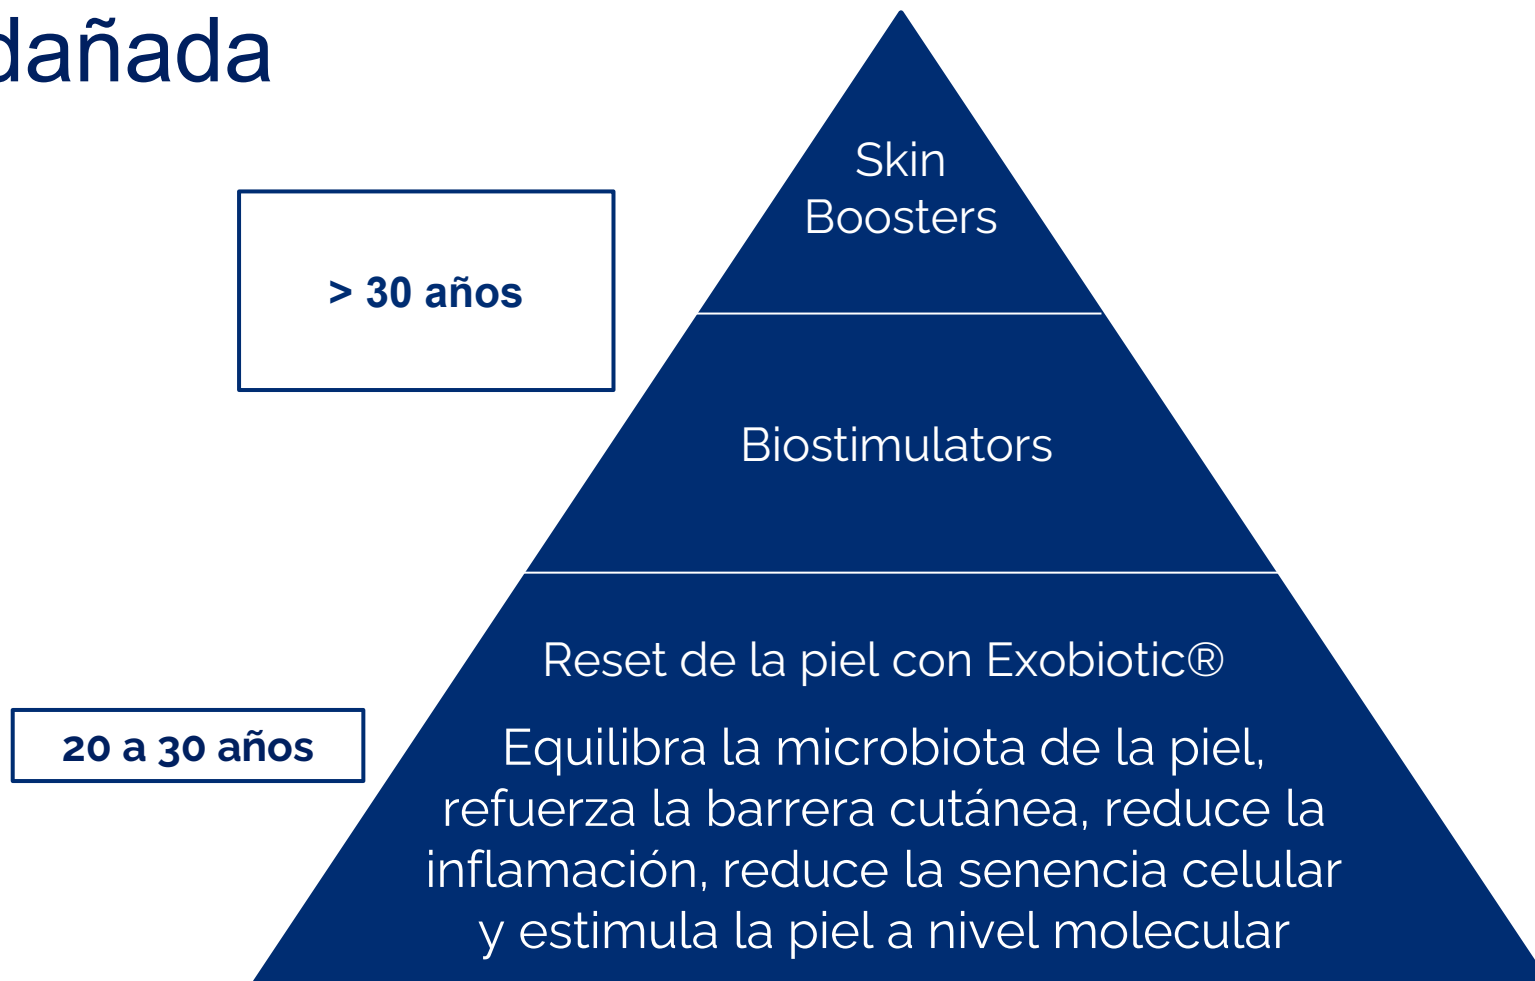 dañada
Skin
Boosters
> 30 años
Biostimulators
Reset de la piel con Exobiotic®
20 a 30 años
Equilibra la microbiota de la piel,
refuerza la barrera cutánea, reduce la
inflamación, reduce la senencia celular
y estimula la piel a nivel molecular